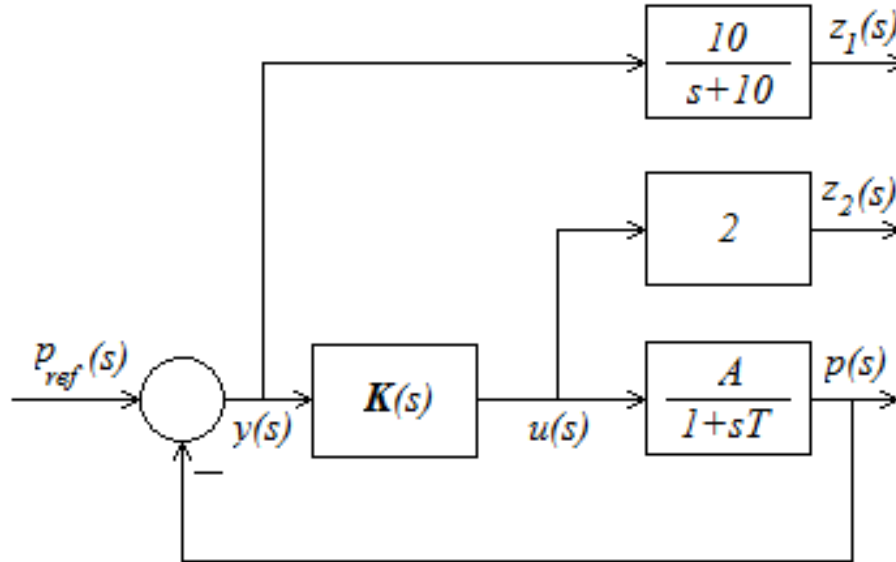 10
s+10
z1(s)
2
z2(s)
pref(s)
y(s)
K(s)
u(s)
A
1+sT
p(s)
−